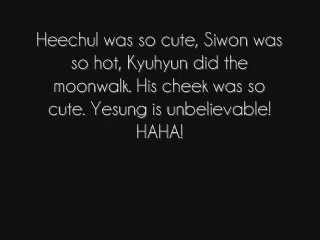 Heechul was so cute, Siwon was
so hot, Kyuhyun did the
moonwalk. His cheek was so
cute. Yesung is unbelievable!
HAHA!